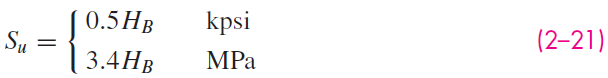 0.5H_B kpsi
S_u = {
3.4H_B MPa
(2–21)